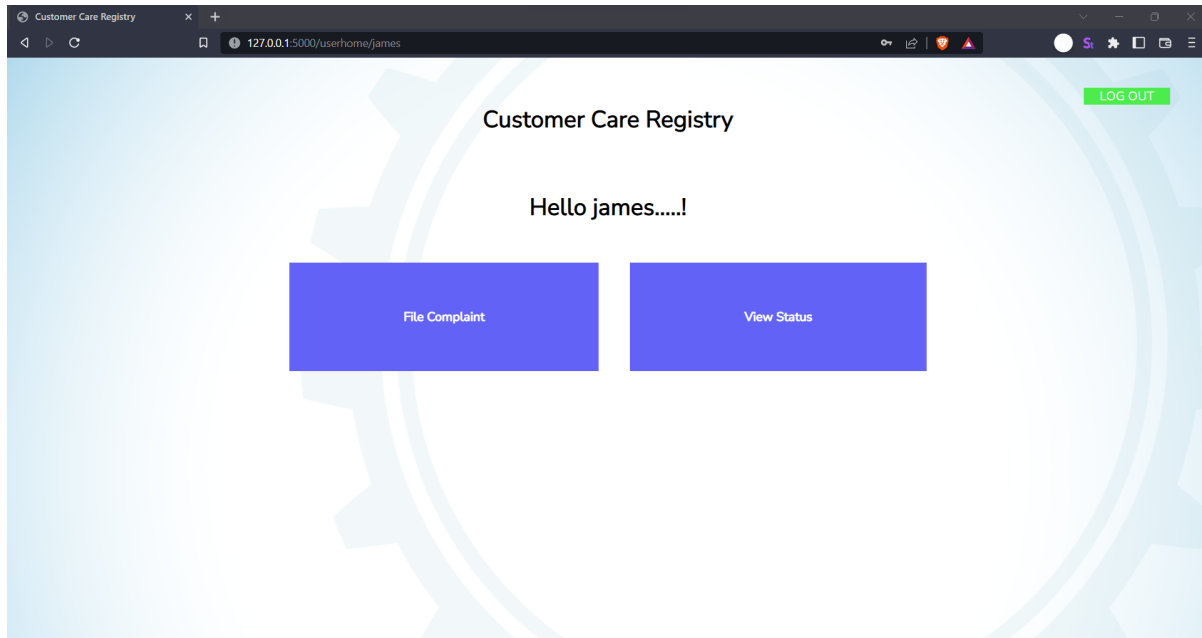 Customer Care Registry
127.0.0.1:5000/userhome/james
St
LOG OUT
Customer Care Registry
Hello james.....!
File Complaint
View Status